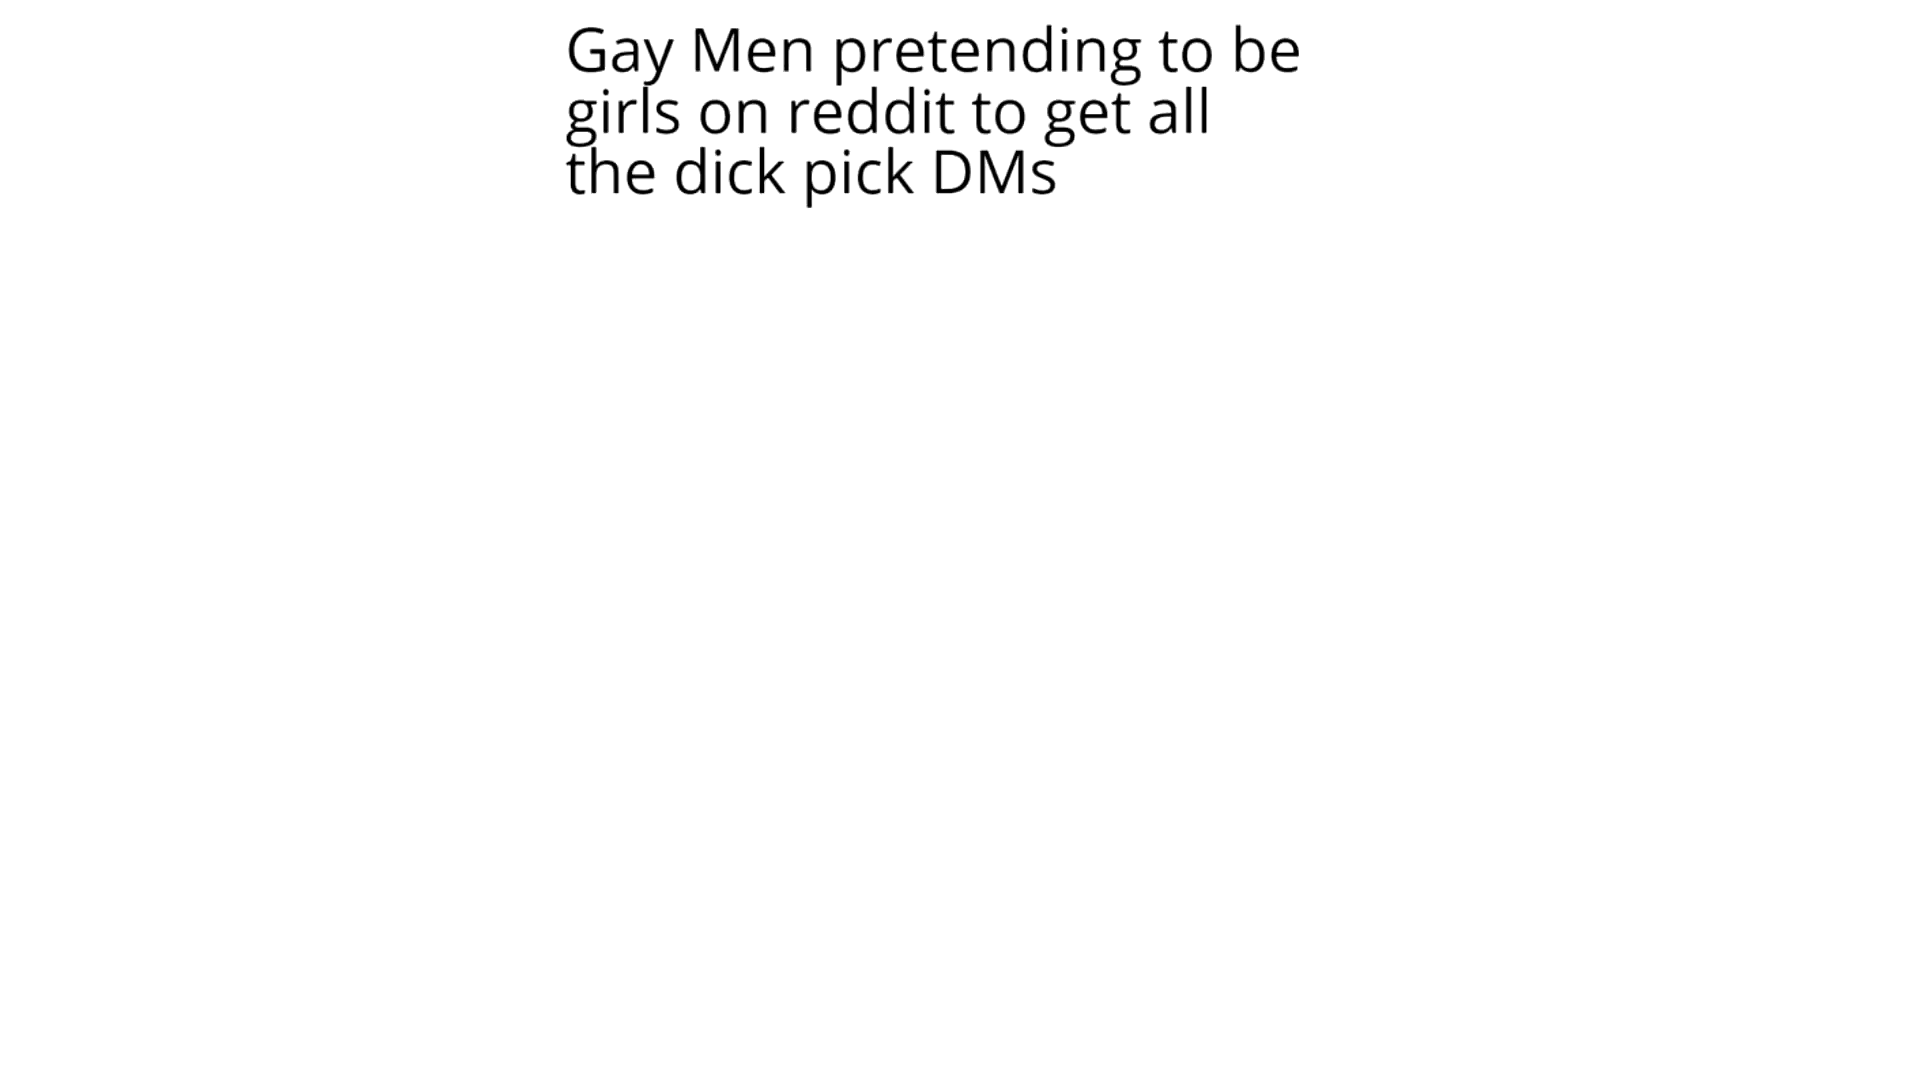 Gay Men pretending to be
girls on reddit to get all
the dick pick DMs